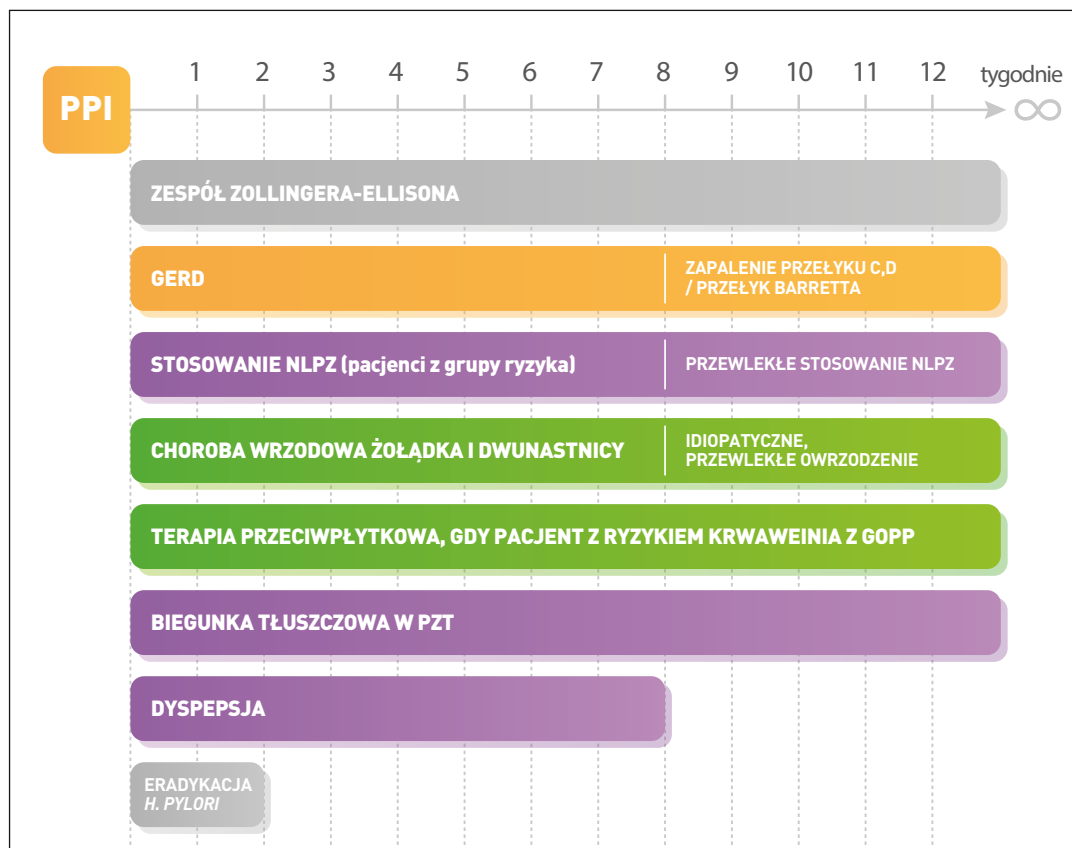 1 2 3 4 5 6 7 8 9 10 11 12 tygodnie
PPI
∞
ZESPÓŁ ZOLLINGERA-ELLISONA
GERD
ZAPALENIE PRZEŁYKU C,D
/ PRZEŁYK BARRETTA
STOSOWANIE NLPZ (pacjenci z grupy ryzyka)
PRZEWLEKŁE STOSOWANIE NLPZ
CHOROBA WRZODOWA ŻOŁĄDKA I DWUNASTNICY
IDIOPATYCZNE,
PRZEWLEKŁE OWRZODZENIE
TERAPIA PRZECIWPŁYTKOWA, GDY PACJENT Z RYZYKIEM KRWAWEINIA Z GOPP
BIEGUNKA TŁUSZCZOWA W PZT
DYSPEPSJA
ERADYKACJA
H. PYLORI